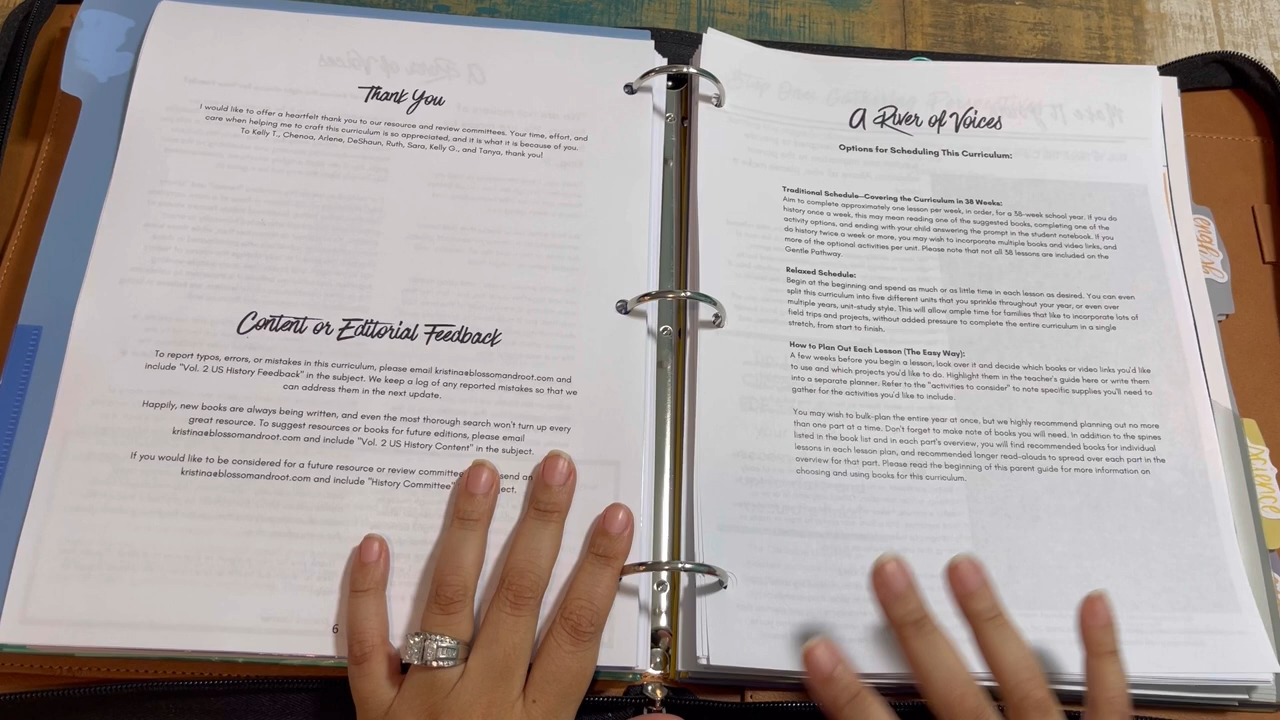 Thank You
I would like to offer a heartfelt thank you to our resource and review committees. Your time, effort, and
care when helping me to craft this curriculum is so appreciated, and it is what it is because of you.
To Kelly T., Chenoa, Arlene, DeShaun, Ruth, Sara, Kelly G., and Tanya, thank you!
Content or Editorial Feedback
To report typos, errors, or mistakes in this curriculum, please email kristina@blossomandroot.com and
include "Vol. 2 US History Feedback" in the subject. We keep a log of any reported mistakes so that we
can address them in the next update.
Happily, new books are always being written, and even the most thorough search won't turn up every
great resource. To suggest resources or books for future editions, please email
kristina@blossomandroot.com and include "Vol. 2 US History Content" in the subject.
If you would like to be considered for a future resource or review committee
kristina@blossomandroot.com and include "History Committee"
6
A River of Voices
Options for Scheduling This Curriculum:
Traditional Schedule—Covering the Curriculum in 38 Weeks:
Aim to complete approximately one lesson per week, in order, for a 38-week school year. If you do
history once a week, this may mean reading one of the suggested books, completing one of the
activity options, and ending with your child answering the prompt in the student notebook. If you
do history twice a week or more, you may wish to incorporate multiple books and video links, and
more of the optional activities per unit. Please note that not all 38 lessons are included on the
Gentle Pathway.
Relaxed Schedule:
Begin at the beginning and spend as much or as little time in each lesson as desired. You can even
split this curriculum into five different units that you sprinkle throughout your year, or even over
multiple years, unit-study style. This will allow ample time for families that like to incorporate lots of
field trips and projects, without added pressure to complete the entire curriculum in a single
stretch, from start to finish.
How to Plan Out Each Lesson (The Easy Way):
A few weeks before you begin a lesson, look over it and decide which books or video links you'd like
to use and which projects you'd like to do. Highlight them in the teacher's guide here or write them
into a separate planner. Refer to the "activities to consider" to note specific supplies you'll need to
gather for the activities you'd like to include.
You may wish to bulk-plan the entire year at once, but we highly recommend planning out no more
than one part at a time. Don't forget to make note of books you will need. In addition to the spines
listed in the book list and in each part's overview, you will find recommended books for individual
lessons in each lesson plan, and recommended longer read-alouds to spread over each part in the
overview for that part. Please read the beginning of this parent guide for more information on
choosing and using books for this curriculum.
english
science